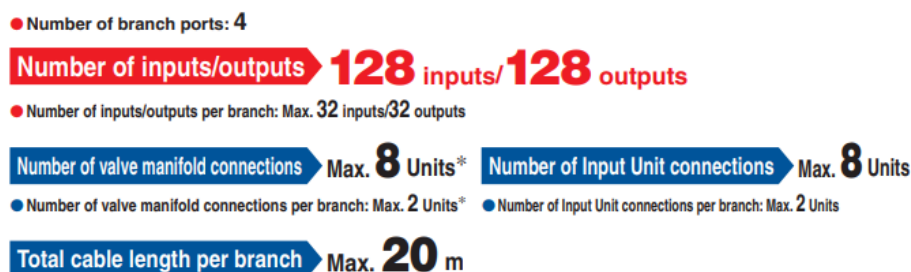 ● Number of branch ports: 4
Number of inputs/outputs 128 inputs/128 outputs
● Number of inputs/outputs per branch: Max. 32 inputs/32 outputs
Number of valve manifold connections Max. 8 Units*
● Number of valve manifold connections per branch: Max. 2 Units*
Number of Input Unit connections Max. 8 Units
● Number of Input Unit connections per branch: Max. 2 Units
Total cable length per branch Max. 20 m